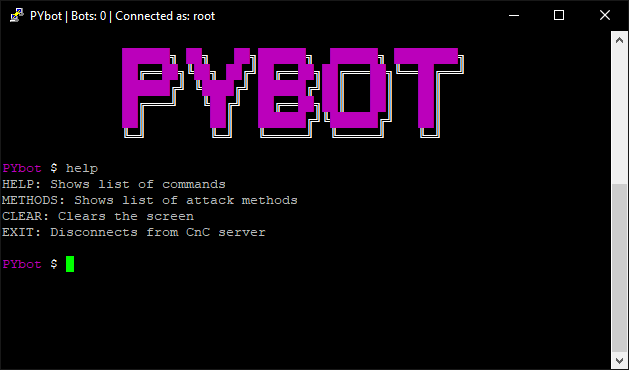 PYbot | Bots: 0 | Connected as: root
PYBOT
PYbot $ help
HELP: Shows list of commands
METHODS: Shows list of attack methods
CLEAR: Clears the screen
EXIT: Disconnects from CnC server
PYbot $